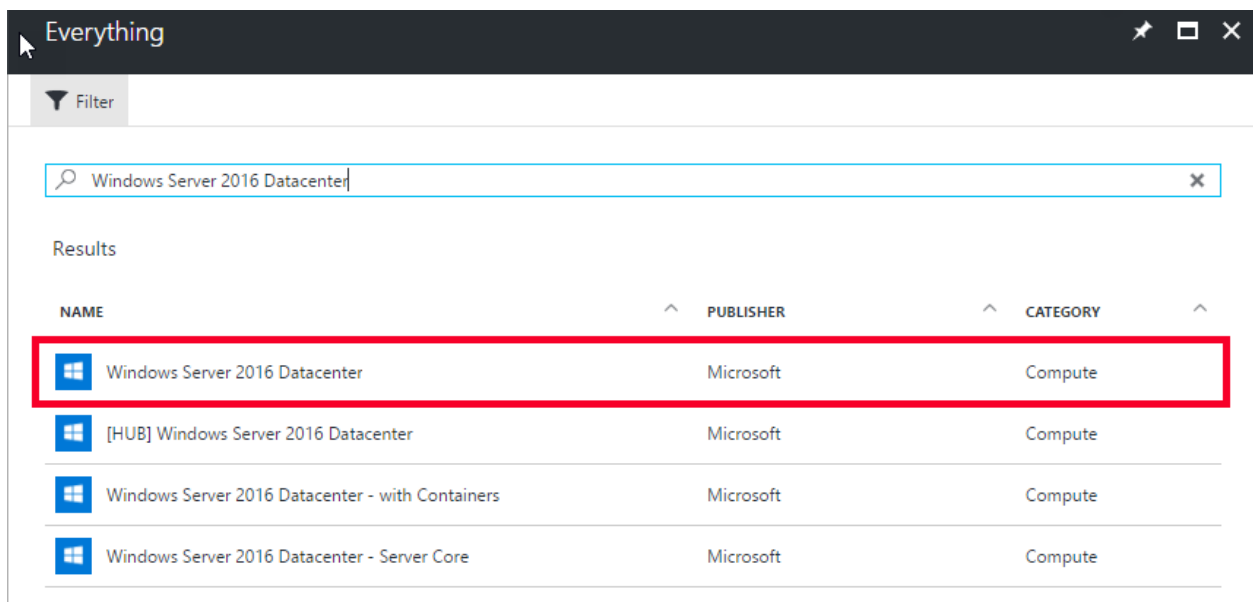 Everything
Filter
Windows Server 2016 Datacenter
Results
NAME PUBLISHER CATEGORY
Windows Server 2016 Datacenter Microsoft Compute
[HUB] Windows Server 2016 Datacenter Microsoft Compute
Windows Server 2016 Datacenter - with Containers Microsoft Compute
Windows Server 2016 Datacenter - Server Core Microsoft Compute